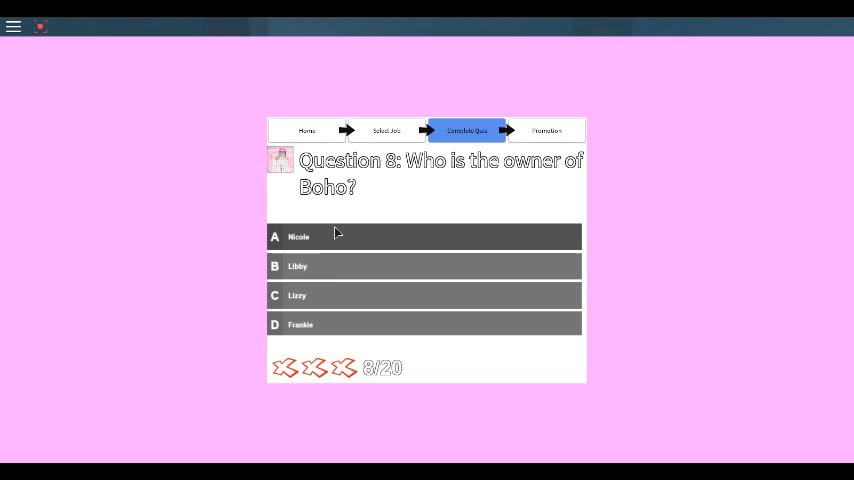 Home Select Job Complete Quiz Promotion
Question 8: Who is the owner of
Boho?
A Nicole
B Libby
C Lizzy
D Frankie
8/20